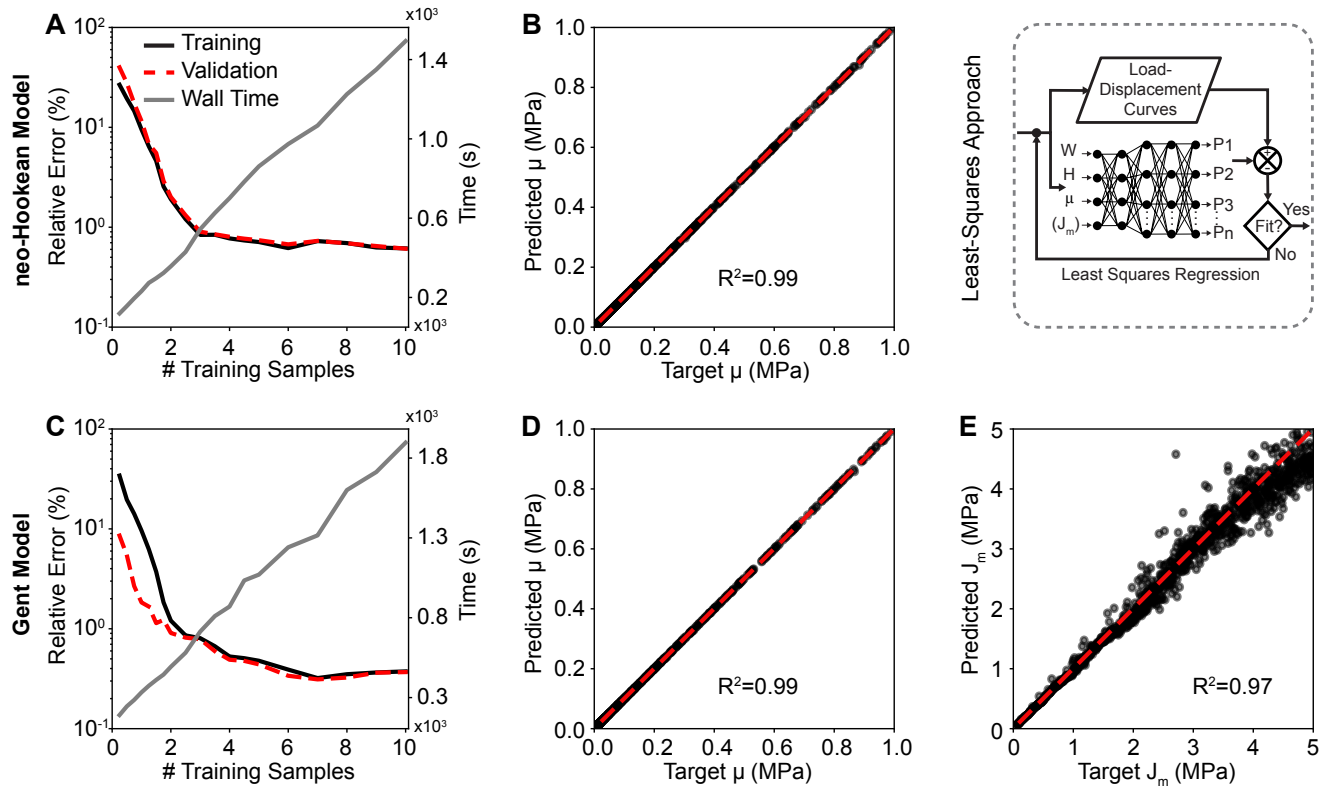 A
x10³
10²
10¹
10⁰
10⁻¹
Relative Error (%)
neo-Hookean Model
Training
Validation
Wall Time
1.4
1.0
0.6
0.2
Time (s)
0
2
4
6
8
10
x10³
# Training Samples
B
1.0
0.8
0.6
0.4
0.2
0.0
Predicted µ (MPa)
R²=0.99
0.0
0.2
0.4
0.6
0.8
1.0
Target µ (MPa)
Least-Squares Approach
Load-
Displacement
Curves
W
H
µ
(Jₘ)
P1
P2
P3
Pn
+
-
Fit?
Yes
No
Least Squares Regression
C
x10³
10²
10¹
10⁰
10⁻¹
Relative Error (%)
Gent Model
1.8
1.3
0.8
0.3
Time (s)
0
2
4
6
8
10
x10³
# Training Samples
D
1.0
0.8
0.6
0.4
0.2
0.0
Predicted µ (MPa)
R²=0.99
0.0
0.2
0.4
0.6
0.8
1.0
Target µ (MPa)
E
5
4
3
2
1
0
Predicted Jₘ (MPa)
R²=0.97
0
1
2
3
4
5
Target Jₘ (MPa)